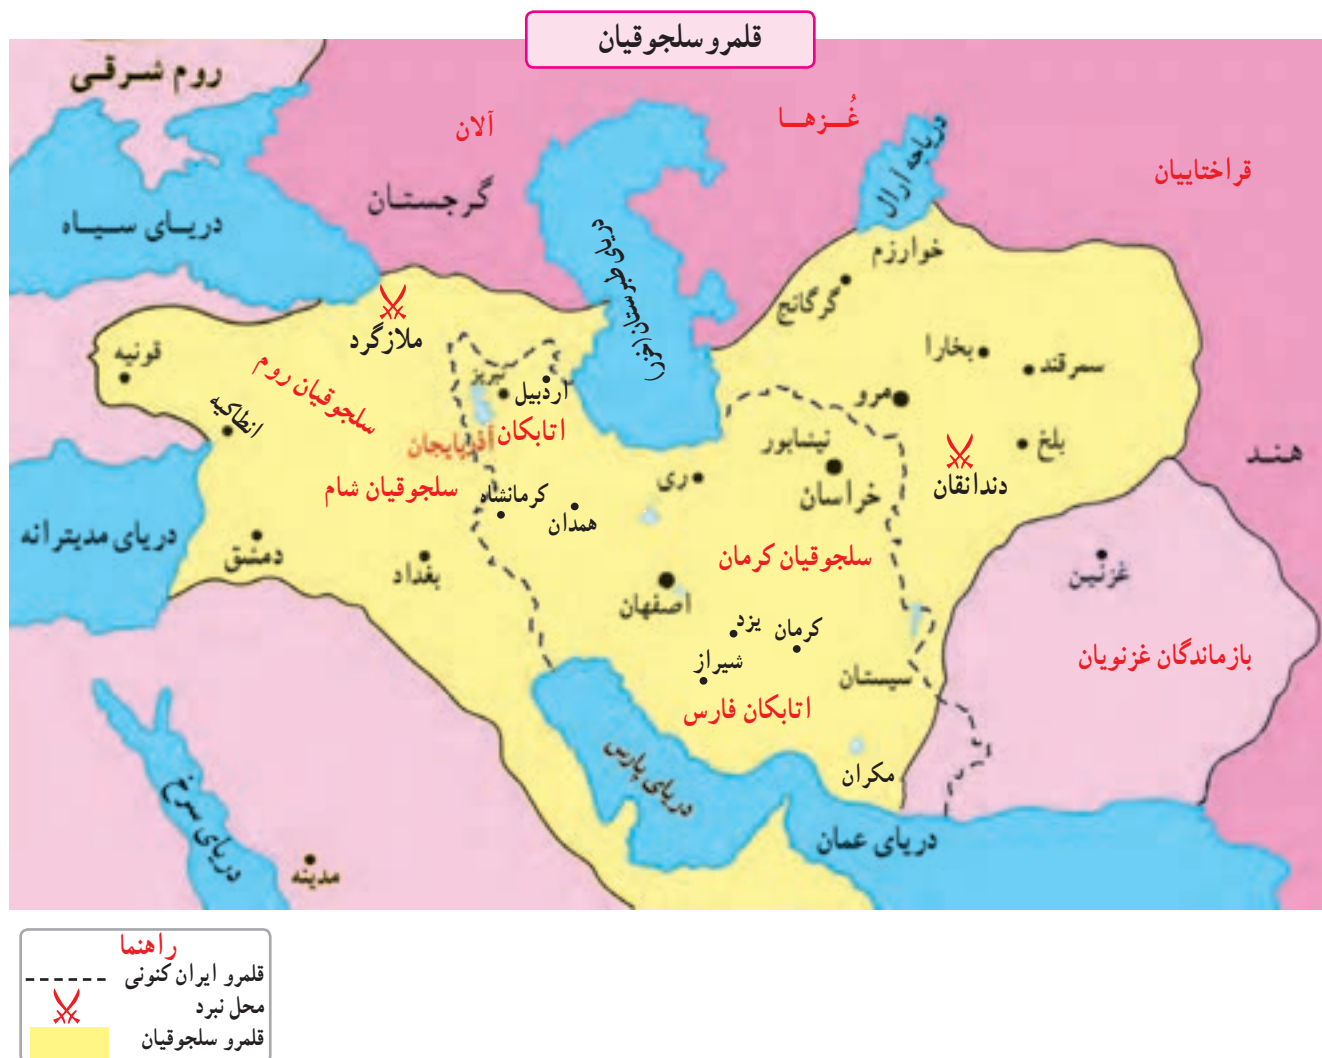 قلمرو سلجوقیان
روم شرقی
آلان
غُزها
دریاچه آرال
قراختاییان
گرجستان
دریای سیاه
دریای طبرستان (خزر)
خوارزم
گرگانج
ملازگرد
قونیه
بخارا
سمرقند
سلجوقیان روم
تبریز
اردبیل
مرو
انطاکیه
اتابکان
آذربایجان
نیشابور
بلخ
هند
ری
خراسان
دندانقان
سلجوقیان شام
کرمانشاه
همدان
دریای مدیترانه
دمشق
بغداد
سلجوقیان کرمان
غزنین
اصفهان
یزد
کرمان
شیراز
سیستان
بازماندگان غزنویان
اتابکان فارس
دریای پارس
مکران
دریای عمان
دریای سرخ
مدینه
راهنما
قلمرو ایران کنونی
محل نبرد
قلمرو سلجوقیان